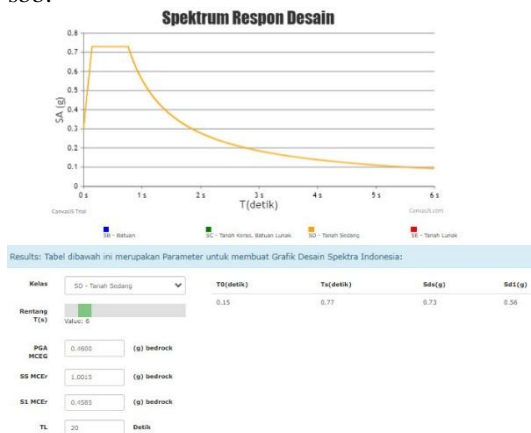 Spektrum Respon Desain
0.8
0.7
0.6
0.5
0.4
0.3
0.2
0.1
0
SA (g)
0 s 1 s 2 s 3 s 4 s 5 s 6 s
T(detik)
CanvasJS Trial
CanvasJS.com
SB - Batuan SC - Tanah Keras, Batuan Lunak SD - Tanah Sedang SE - Tanah Lunak
Results: Tabel dibawah ini merupakan Parameter untuk membuat Grafik Desain Spektra Indonesia:
Kelas SD - Tanah Sedang
T0(detik) Ts(detik) Sds(g) Sd1(g)
0.15 0.77 0.73 0.56
Rentang T(s)
Value: 6
PGA MCEG 0.4600 (g) bedrock
SS MCEr 1.0015 (g) bedrock
S1 MCEr 0.4585 (g) bedrock
TL 20 Detik